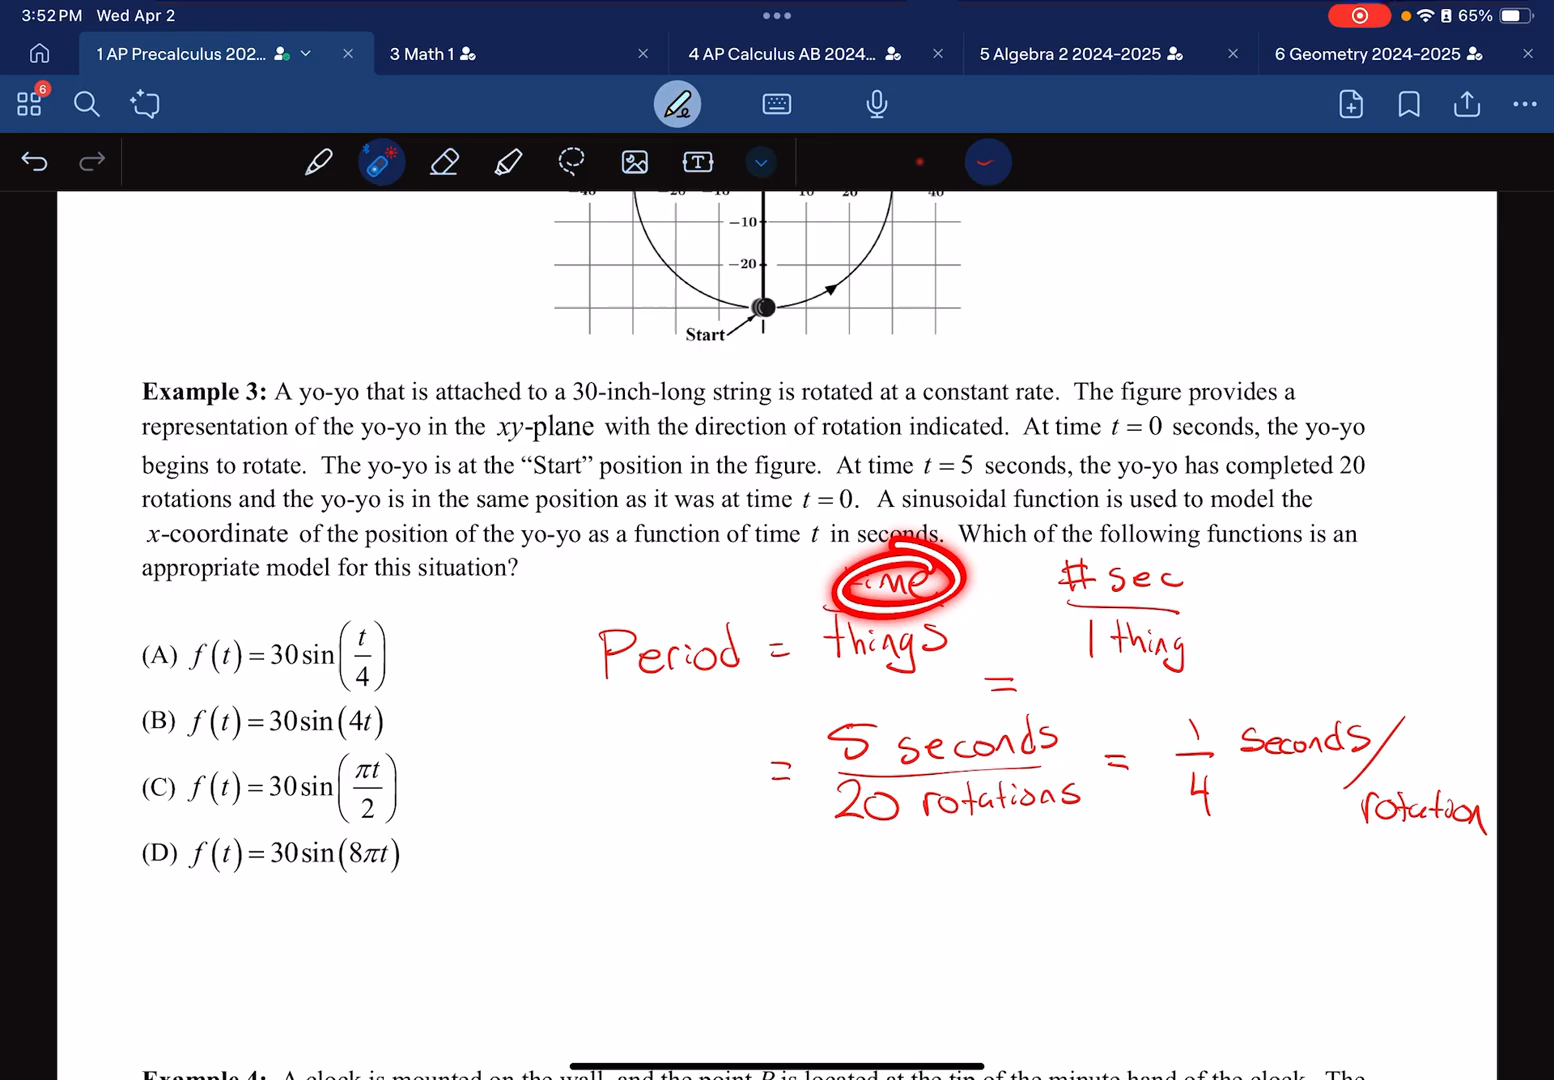 3:52 PM Wed Apr 2
65%
1 AP Precalculus 202...
3 Math 1
4 AP Calculus AB 2024...
5 Algebra 2 2024-2025
6 Geometry 2024-2025
6
T
-10
-20
Start
Example 3: A yo-yo that is attached to a 30-inch-long string is rotated at a constant rate. The figure provides a
representation of the yo-yo in the xy-plane with the direction of rotation indicated. At time t = 0 seconds, the yo-yo
begins to rotate. The yo-yo is at the “Start” position in the figure. At time t = 5 seconds, the yo-yo has completed 20
rotations and the yo-yo is in the same position as it was at time t = 0. A sinusoidal function is used to model the
x-coordinate of the position of the yo-yo as a function of time t in seconds. Which of the following functions is an
appropriate model for this situation?
(A) f(t) = 30 sin(t/4)
(B) f(t) = 30 sin(4t)
(C) f(t) = 30 sin(πt/2)
(D) f(t) = 30 sin(8πt)
Period = time/things = # sec/1 thing
= 5 seconds/20 rotations = 1/4 seconds/rotation